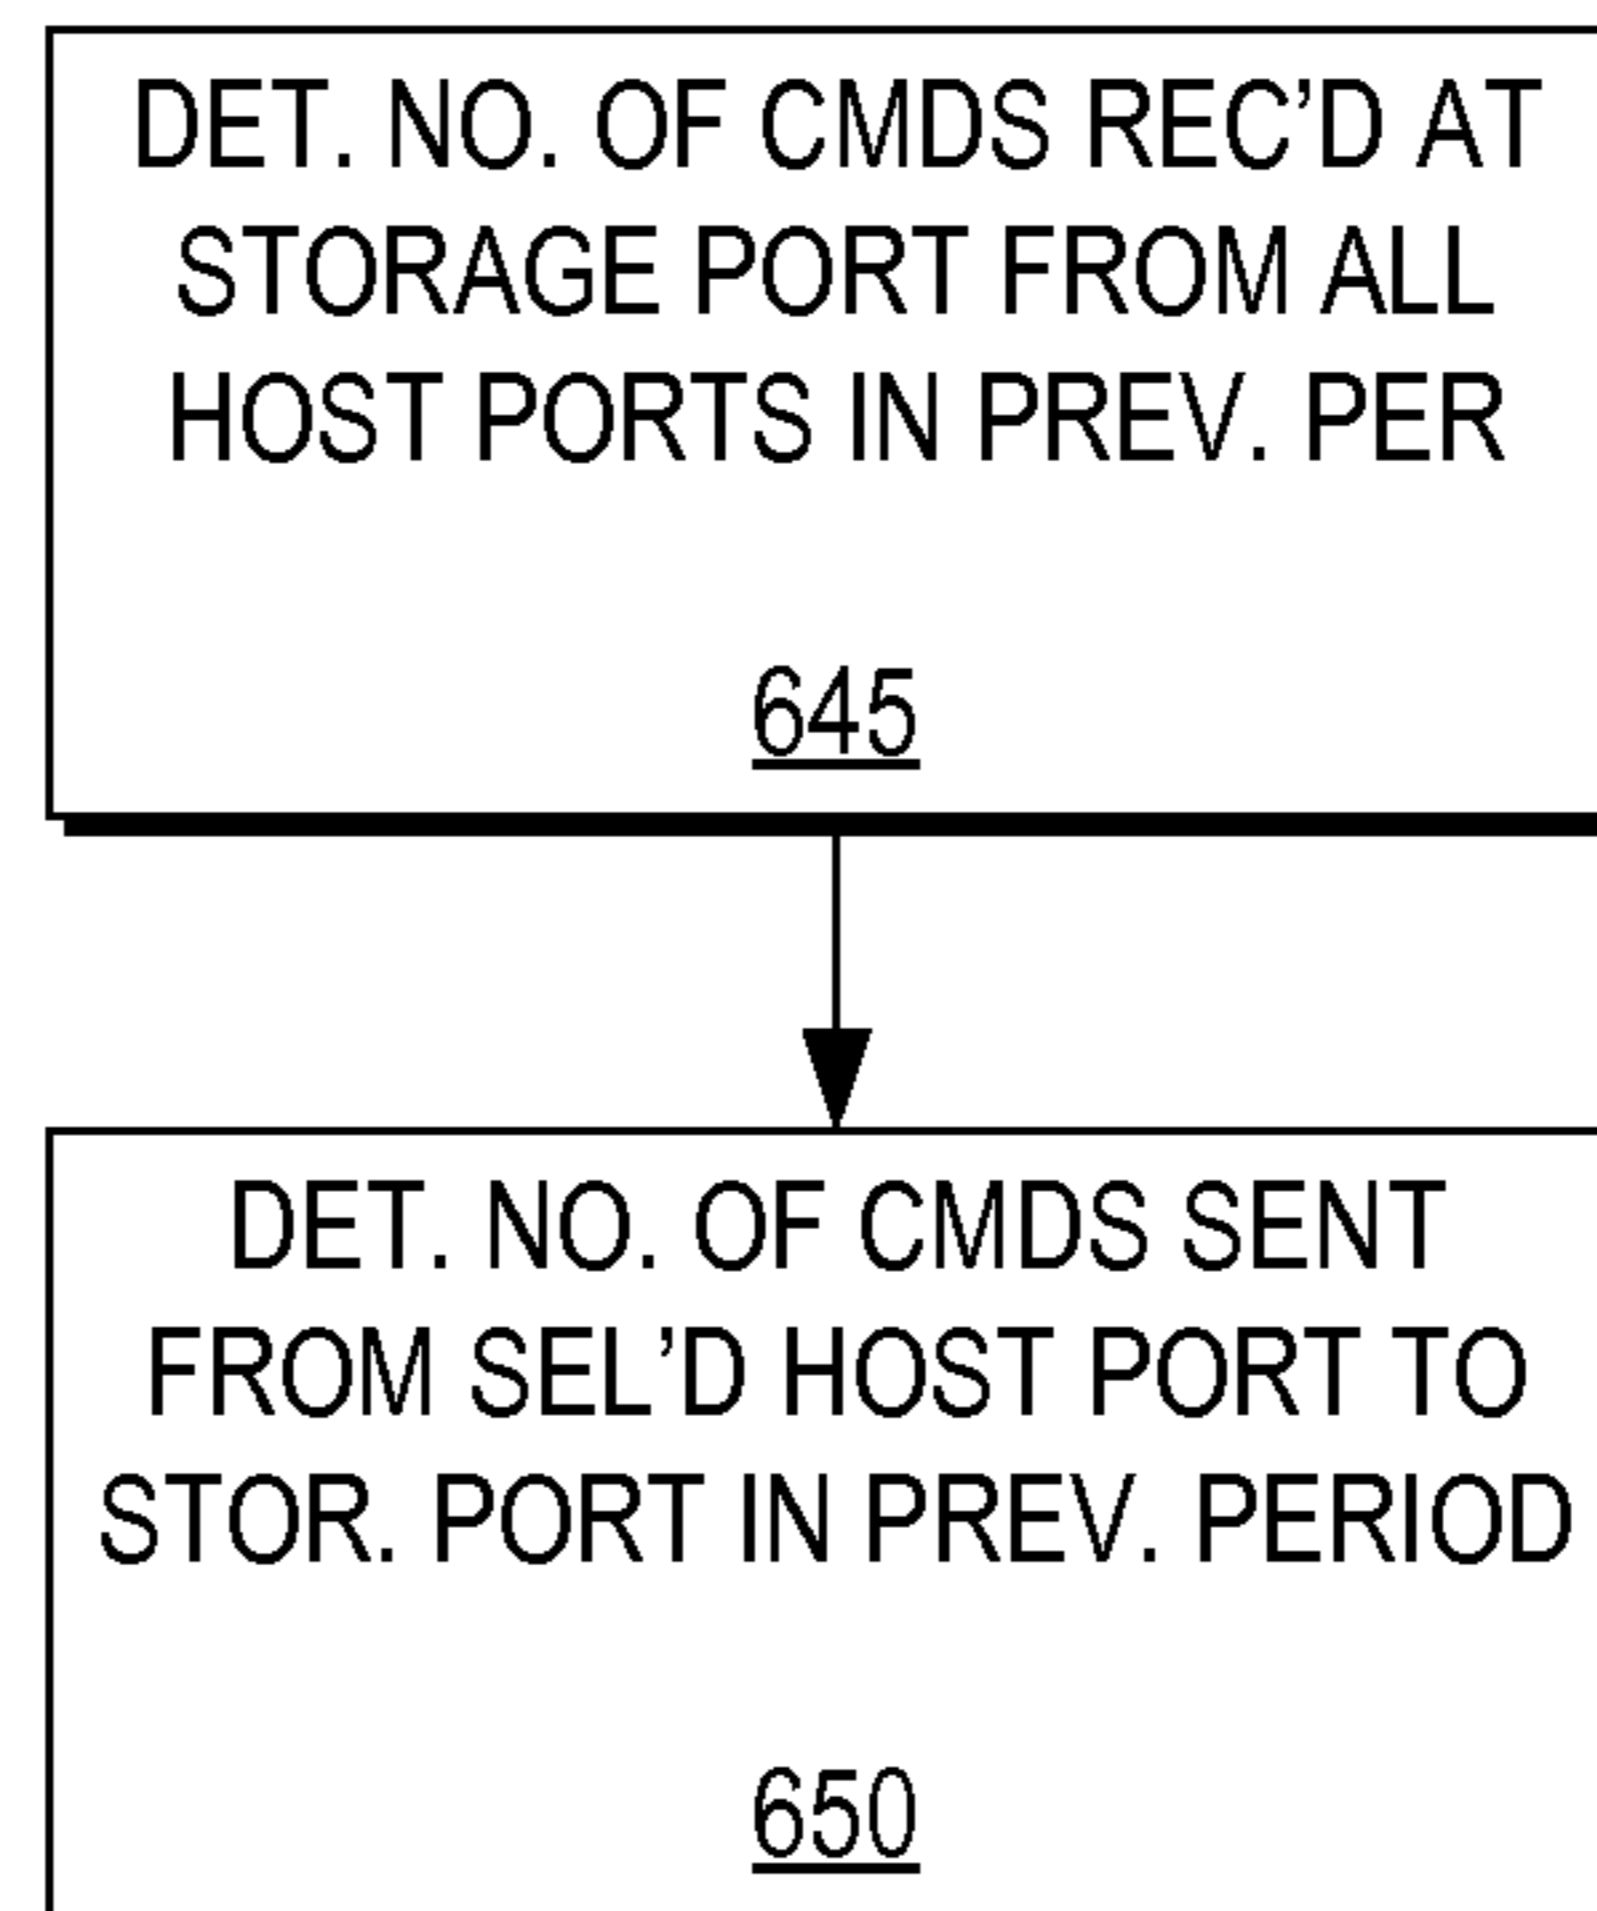 DET. NO. OF CMDS REC’D AT
STORAGE PORT FROM ALL
HOST PORTS IN PREV. PER
645
DET. NO. OF CMDS SENT
FROM SEL’D HOST PORT TO
STOR. PORT IN PREV. PERIOD
650